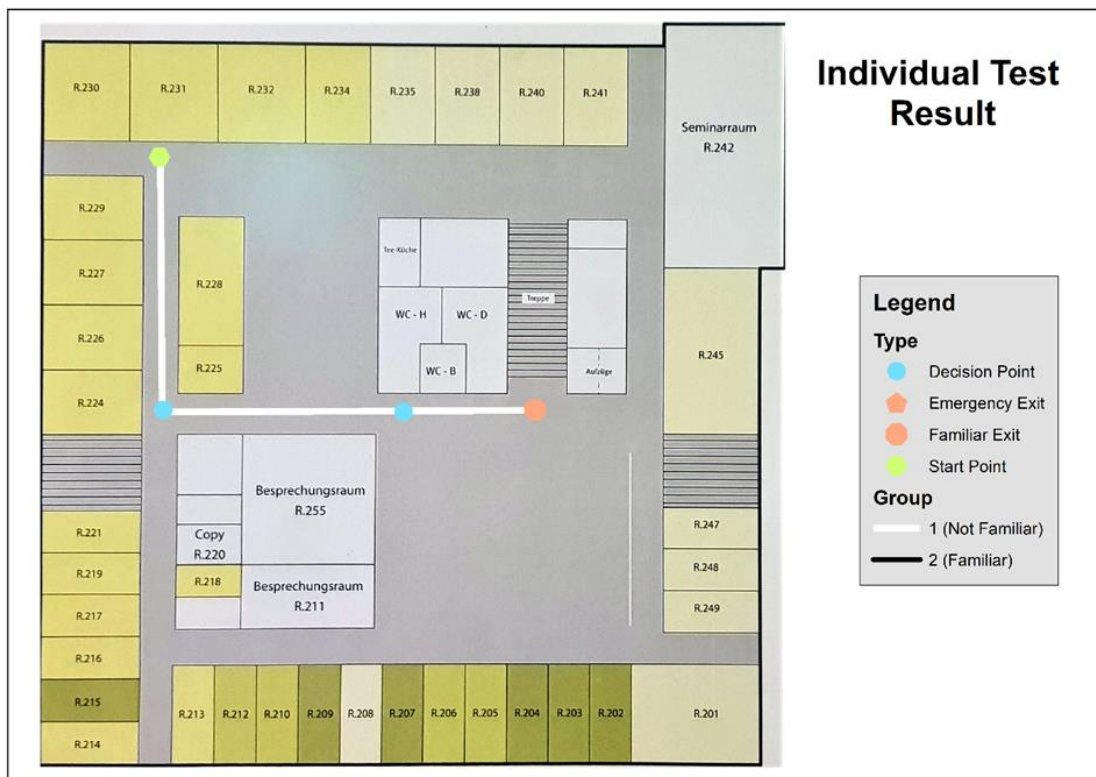 Individual Test
Result
R.230
R.231
R.232
R.234
R.235
R.238
R.240
R.241
Seminarraum
R.242
R.229
R.227
R.226
R.224
R.228
R.225
Tee-Küche
WC - H
WC - D
WC - B
Treppe
Aufzüge
R.245
R.221
R.219
R.217
R.216
R.215
R.214
Besprechungsraum
R.255
Copy
R.220
R.218
Besprechungsraum
R.211
R.247
R.248
R.249
R.213
R.212
R.210
R.209
R.208
R.207
R.206
R.205
R.204
R.203
R.202
R.201
Legend
Type
Decision Point
Emergency Exit
Familiar Exit
Start Point
Group
1 (Not Familiar)
2 (Familiar)